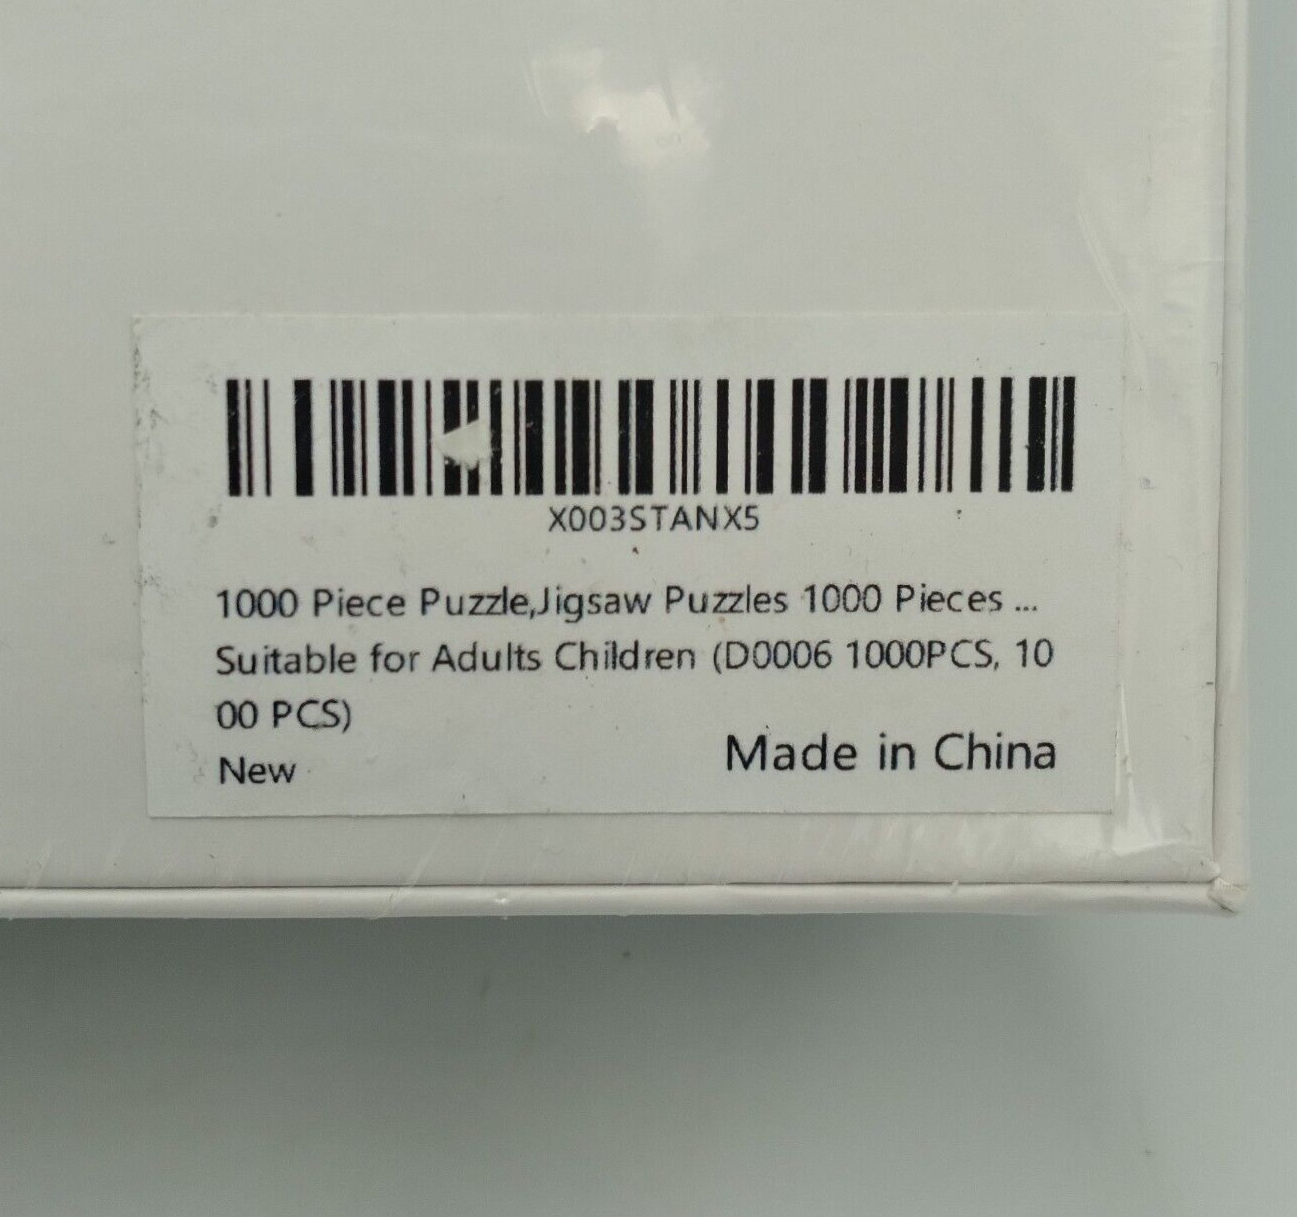 X003STANX5
1000 Piece Puzzle,Jigsaw Puzzles 1000 Pieces ...
Suitable for Adults Children (D0006 1000PCS, 10
00 PCS)
New
Made in China